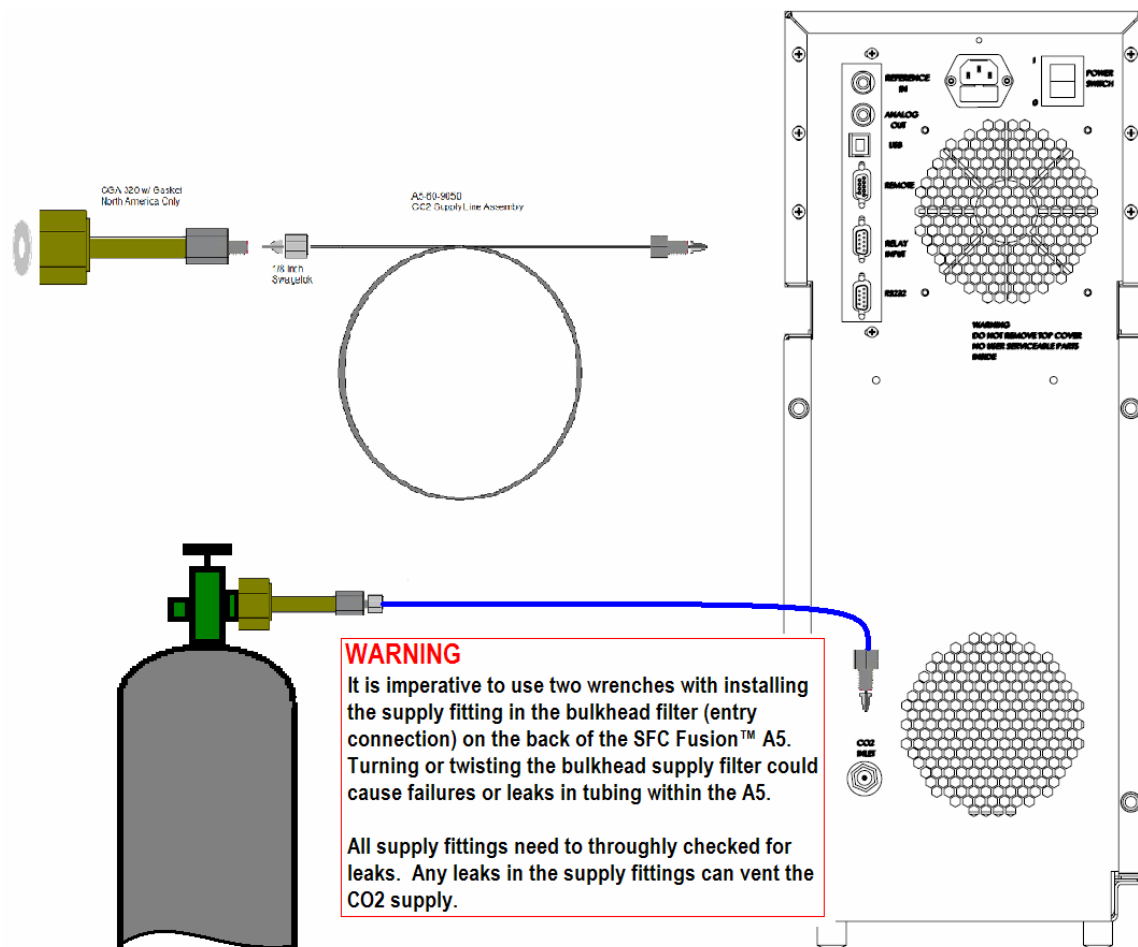 CGA 320 w/ Gasket
North America Only
A5-60-9050
CO2 Supply Line Assembly
1/8 inch
Swagelok
REFERENCE
IN
ANALOG
OUT
USB
REMOTE
RELAY
INPUT
RS232
1
0
POWER
SWITCH
WARNING
DO NOT REMOVE TOP COVER
NO USER SERVICEABLE PARTS
INSIDE
CO2
INLET
WARNING
It is imperative to use two wrenches with installing
the supply fitting in the bulkhead filter (entry
connection) on the back of the SFC Fusion™ A5.
Turning or twisting the bulkhead supply filter could
cause failures or leaks in tubing within the A5.
All supply fittings need to throughly checked for
leaks.  Any leaks in the supply fittings can vent the
CO2 supply.